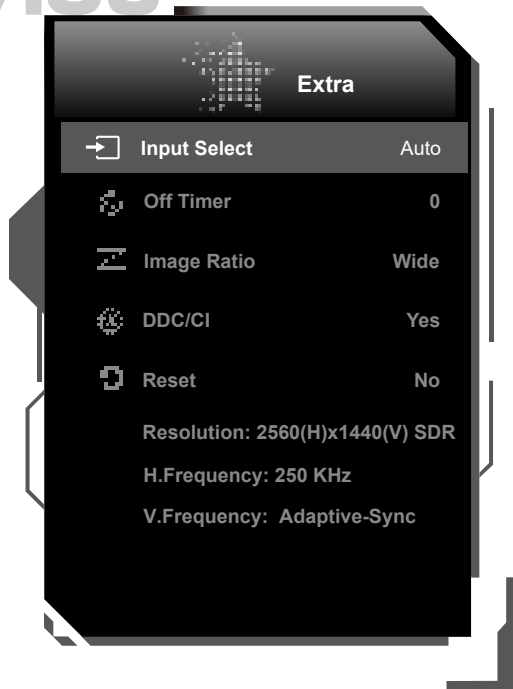 Extra
Input Select Auto
Off Timer 0
Image Ratio Wide
DDC/CI Yes
Reset No
Resolution: 2560(H)x1440(V) SDR
H.Frequency: 250 KHz
V.Frequency: Adaptive-Sync